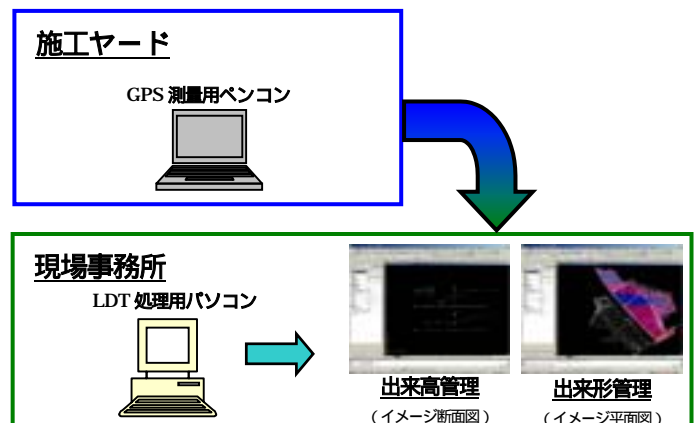 施工ヤード
GPS 測量用ペンコン
現場事務所
LDT 処理用パソコン
出来高管理
出来形管理
（イメージ断面図）
（イメージ平面図）